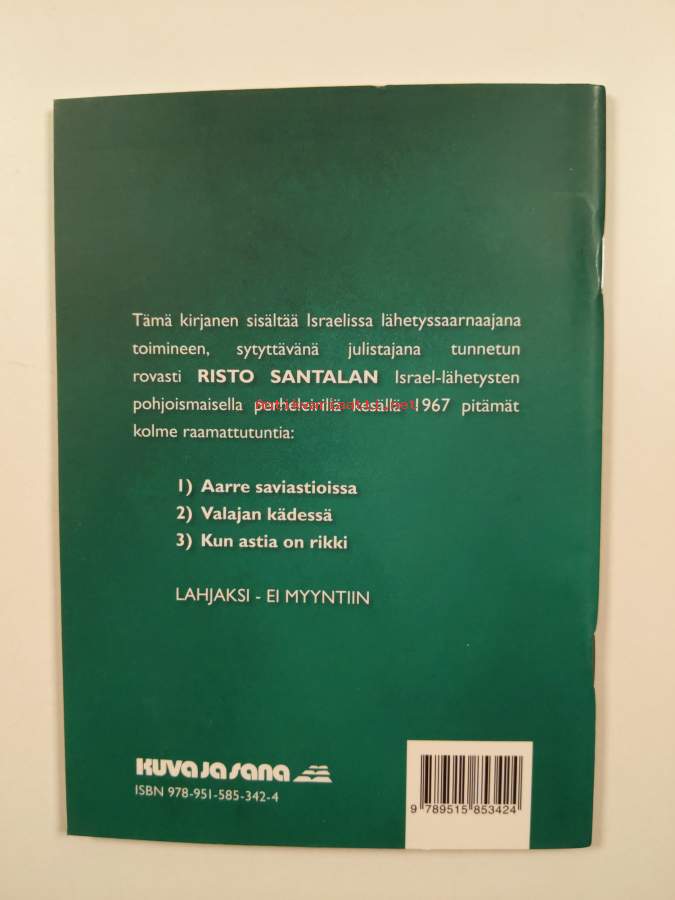 Tämä kirjanen sisältää Israelissa lähetyssaarnaajana
toimineen, sytyttävänä julistajana tunnetun
rovasti RISTO SANTALAN Israel-lähetysten
pohjoismaisella perheleirillä kesällä 1967 pitämät
kolme raamattutuntia:
1) Aarre saviastioissa
2) Valajan kädessä
3) Kun astia on rikki
LAHJAKSI - EI MYYNTIIN
kuva ja sana
ISBN 978-951-585-342-4
9 789515 853424